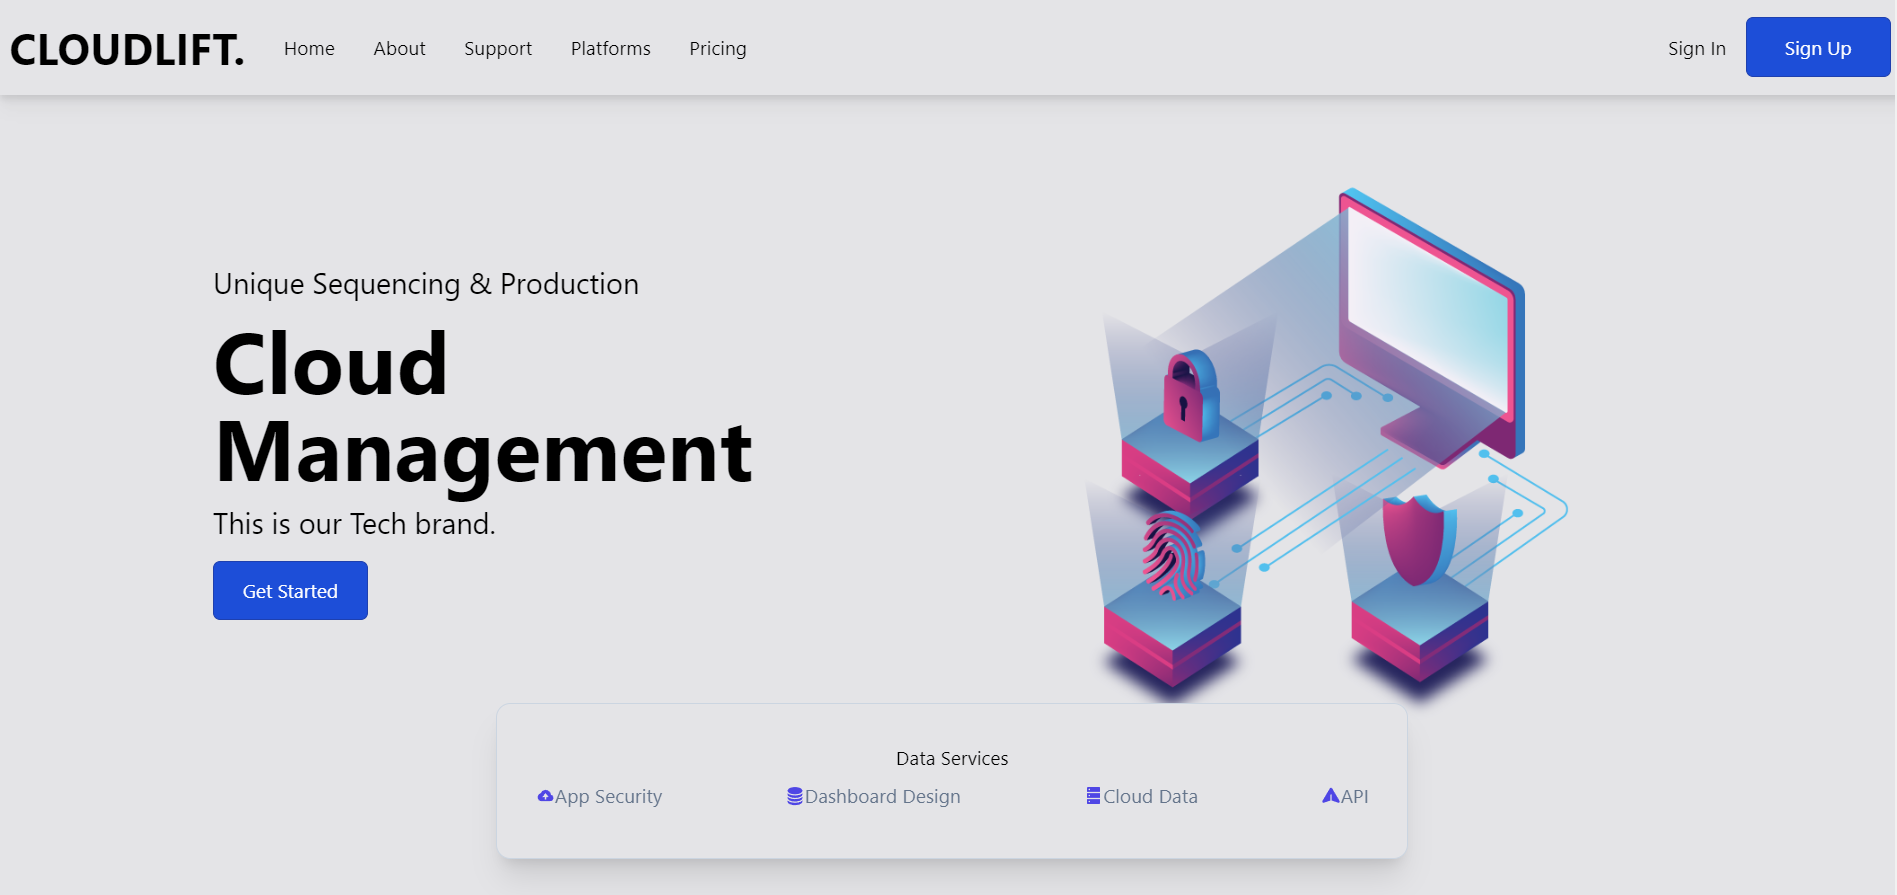 CLOUDLIFT. Home About Support Platforms Pricing Sign In Sign Up
Unique Sequencing & Production
Cloud
Management
This is our Tech brand.
Get Started
Data Services
App Security Dashboard Design Cloud Data API